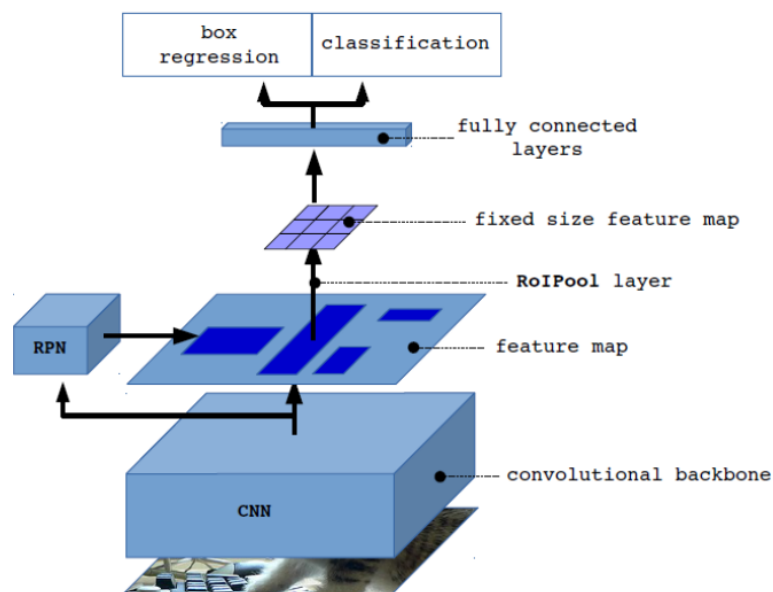 box
regression
classification
fully connected
layers
fixed size feature map
RoIPool layer
RPN
feature map
convolutional backbone
CNN